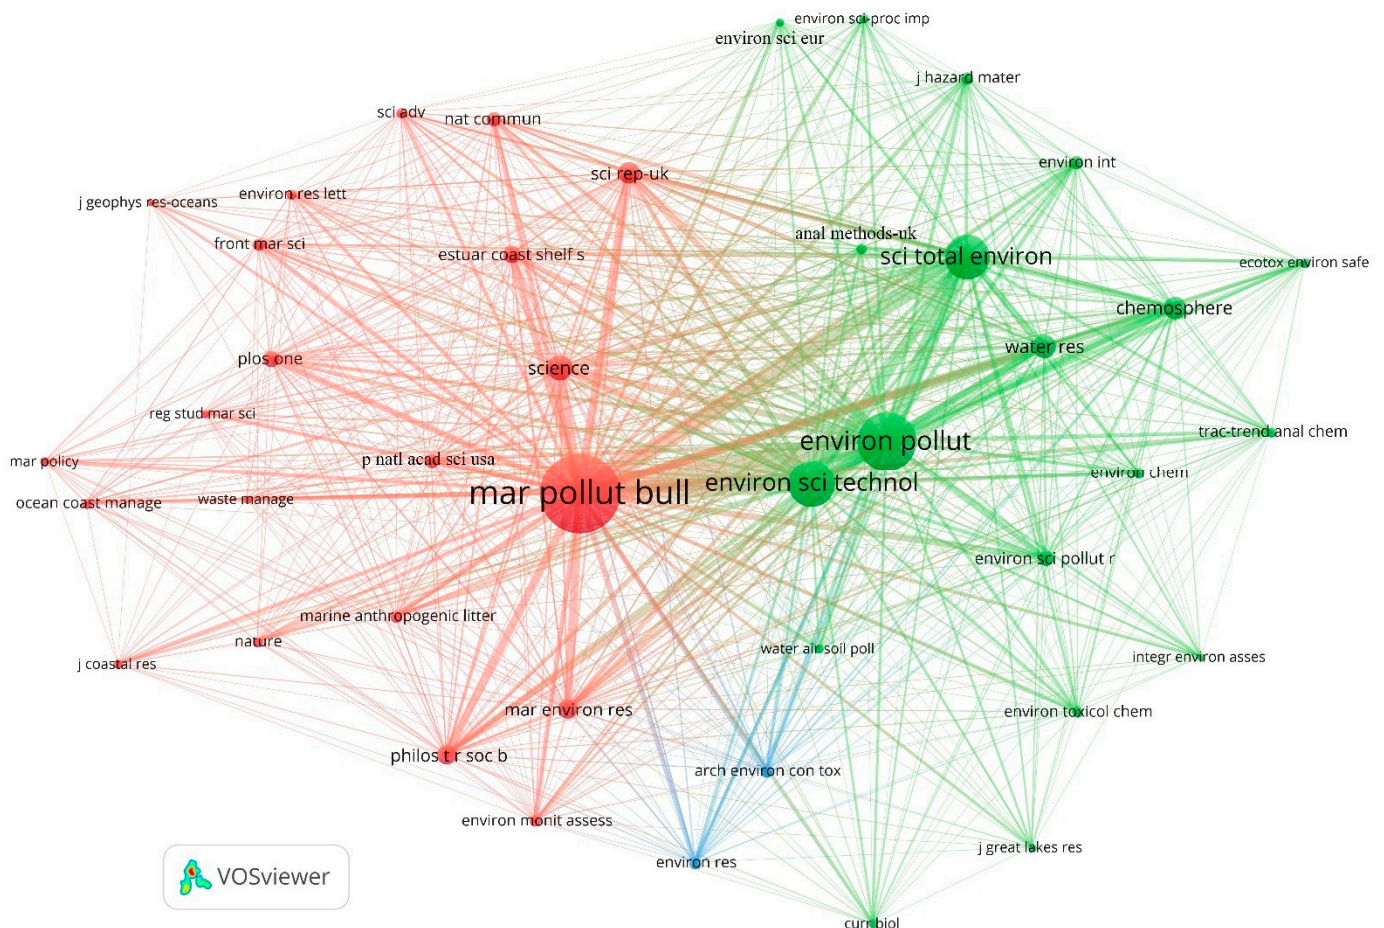 environ sci-proc imp
environ sci eur
j hazard mater
sci adv
nat commun
environ int
sci rep-uk
environ res lett
j geophys res-oceans
anal methods-uk
front mar sci
estuar coast shelf s
sci total environ
ecotox environ safe
chemosphere
water res
plos one
science
reg stud mar sci
trac-trend anal chem
environ pollut
mar policy
p natl acad sci usa
environ chem
environ sci technol
mar pollut bull
ocean coast manage
waste manage
environ sci pollut r
marine anthropogenic litter
nature
water air soil poll
integr environ asses
j coastal res
mar environ res
environ toxicol chem
philos t r soc b
arch environ con tox
environ monit assess
j great lakes res
environ res
VOSviewer
curr biol